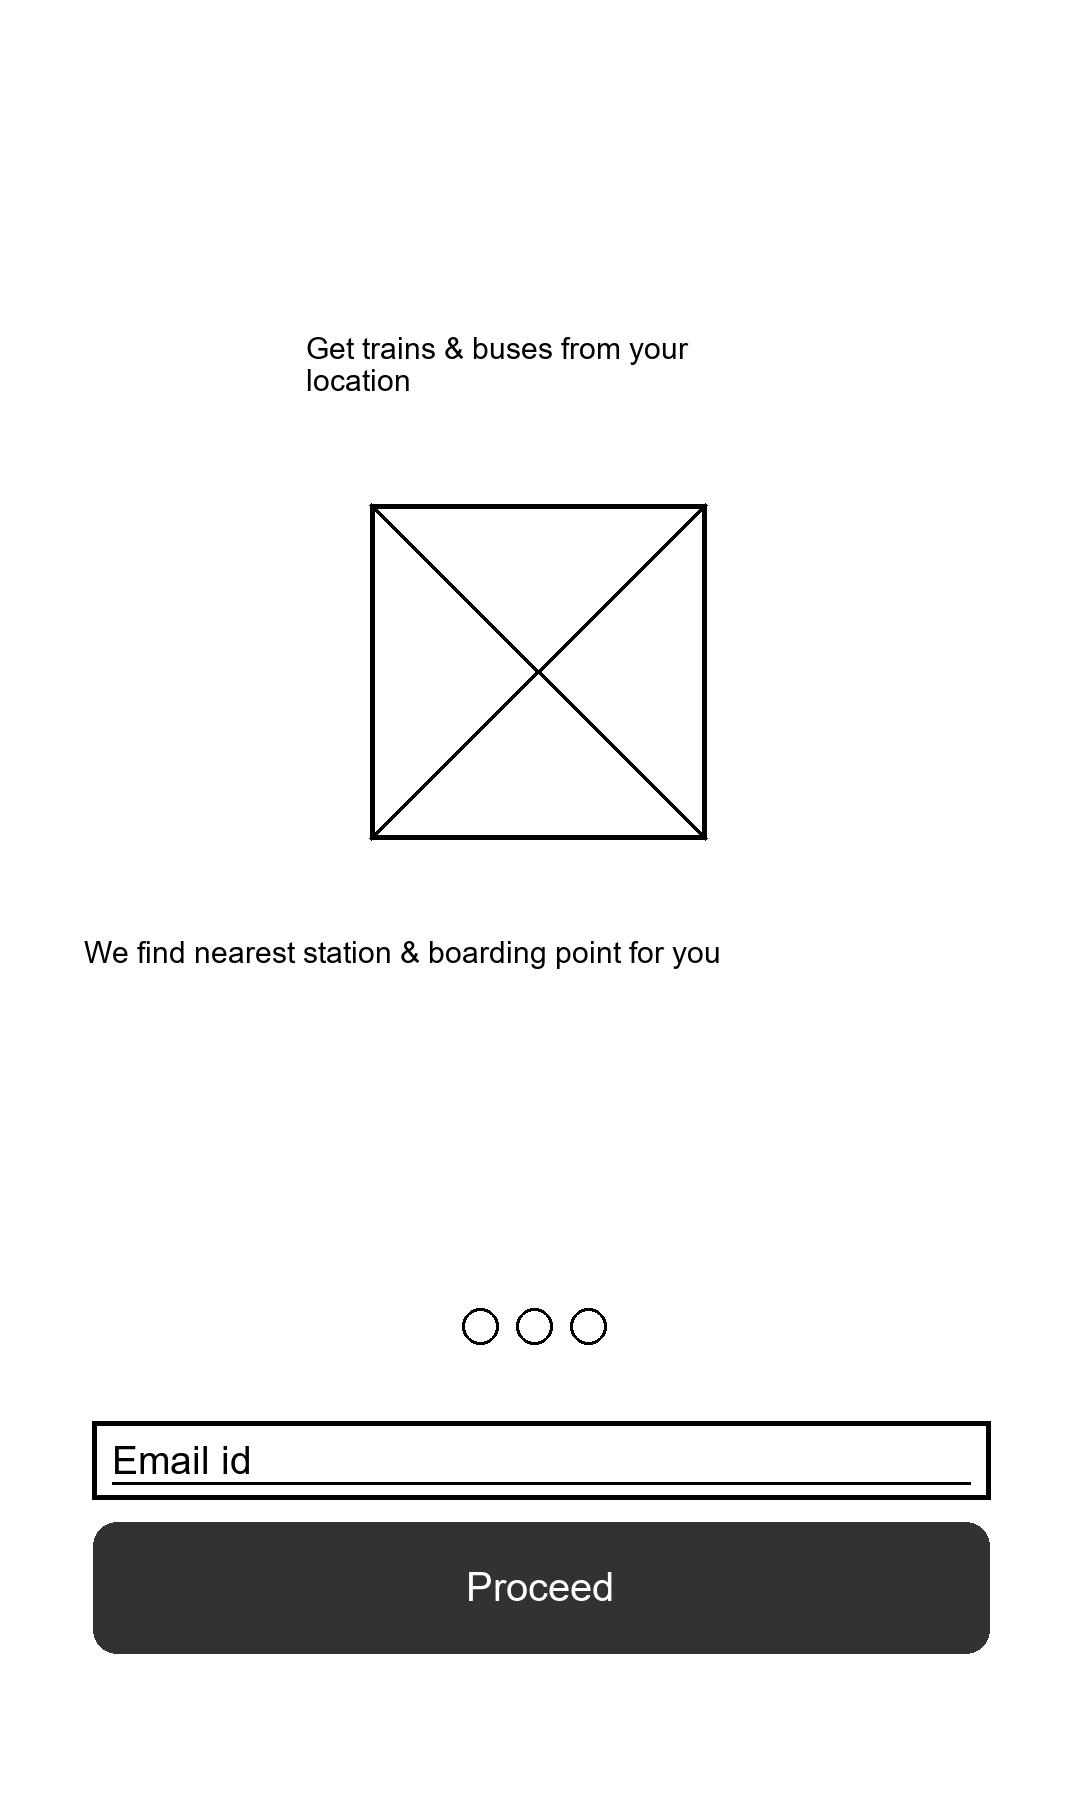 Get trains & buses from your
location
We find nearest station & boarding point for you
Email id
Proceed